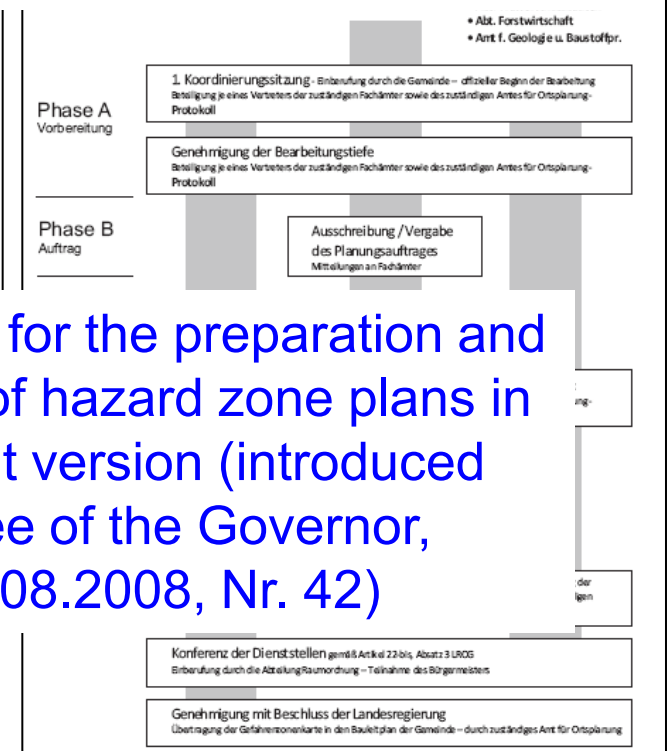 • Abt. Forstwirtschaft
• Amt f. Geologie u. Baustoffpr.
1. Koordinierungssitzung - Einberufung durch die Gemeinde – offizieller Beginn der Bearbeitung
Beteiligung je eines Vertreters der zuständigen Fachämter sowie des zuständigen Amtes für Ortsplanung-
Protokoll
Phase A
Vorbereitung
Genehmigung der Bearbeitungstiefe
Beteiligung je eines Vertreters der zuständigen Fachämter sowie des zuständigen Amtes für Ortsplanung-
Protokoll
Phase B
Auftrag
Ausschreibung / Vergabe
des Planungsauftrages
Mitteilungen an Fachämter
for the preparation and
of hazard zone plans in
t version (introduced
ee of the Governor,
08.2008, Nr. 42)
ung-
der
lgen
Konferenz der Dienststellen gemäß Artikel 22-bis, Absatz 3 LROG
Einberufung durch die Abteilung Raumordnung – Teilnahme des Bürgermeisters
Genehmigung mit Beschluss der Landesregierung
Übertragung der Gefahrenzonenkarte in den Bauleitplan der Gemeinde – durch zuständiges Amt für Ortsplanung